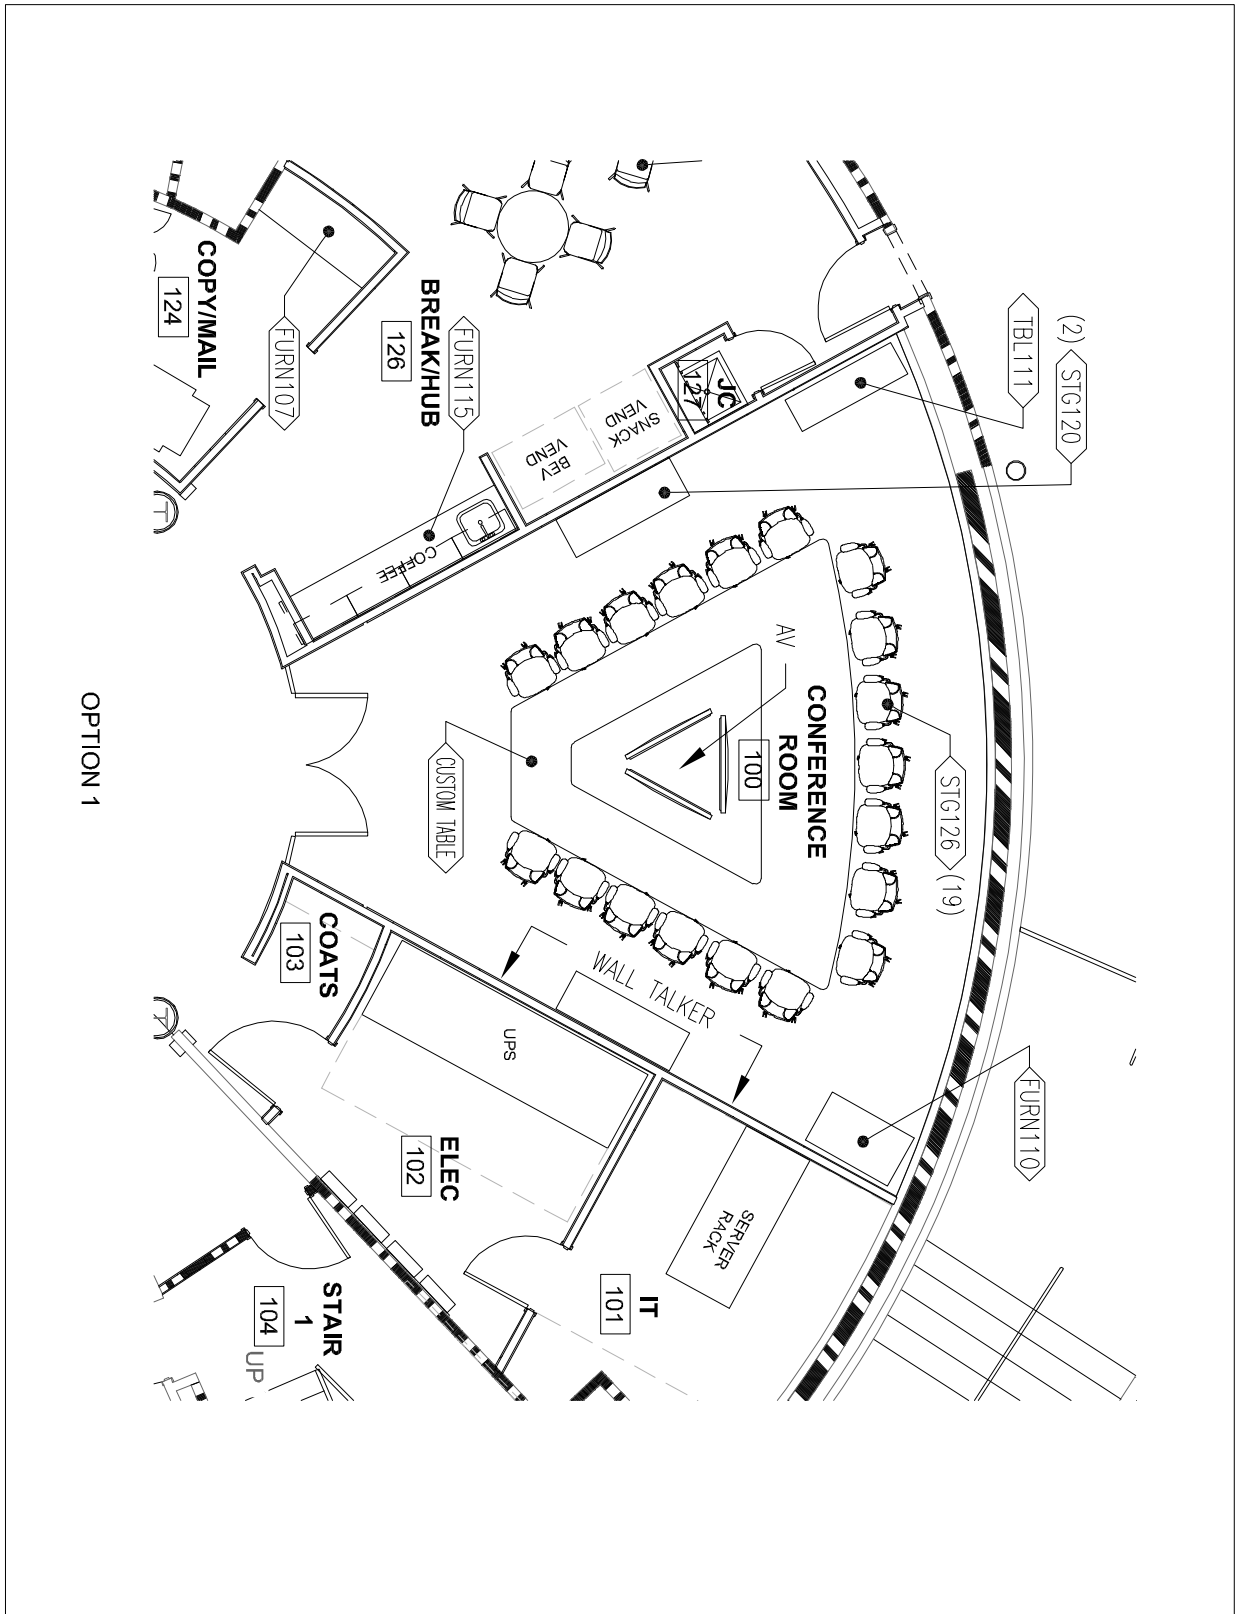 (2) STG120
TBL111
STG126 (19)
FURN110
CONFERENCE
ROOM
100
AV
CUSTOM TABLE
WALL TALKER
JC
127
SNACK
VEND
BEV
VEND
FURN115
BREAK/HUB
126
COFFEE
FURN107
COPY/MAIL
124
COATS
103
UPS
ELEC
102
SERVER
RACK
IT
101
STAIR
1
104
UP
OPTION 1